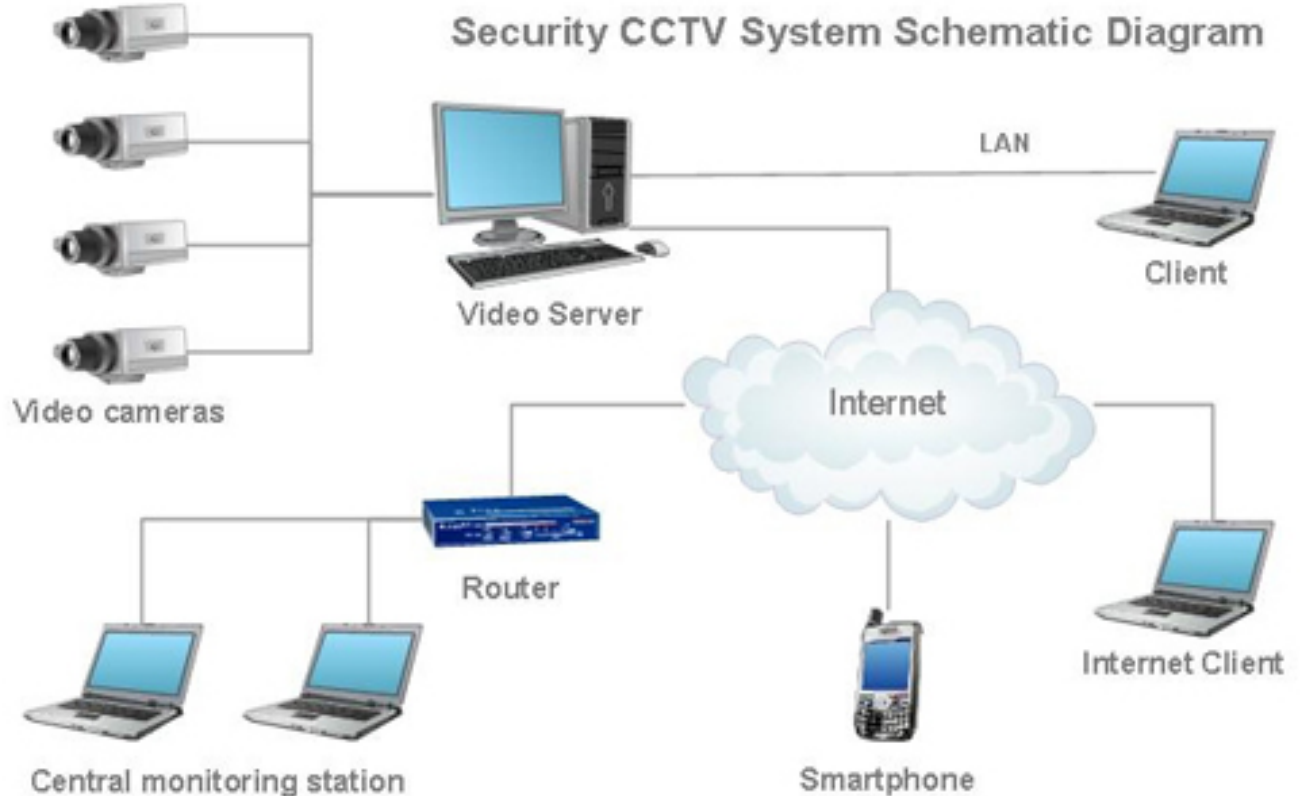 Security CCTV System Schematic Diagram
LAN
Client
Video Server
Video cameras
Internet
Router
Internet Client
Central monitoring station
Smartphone